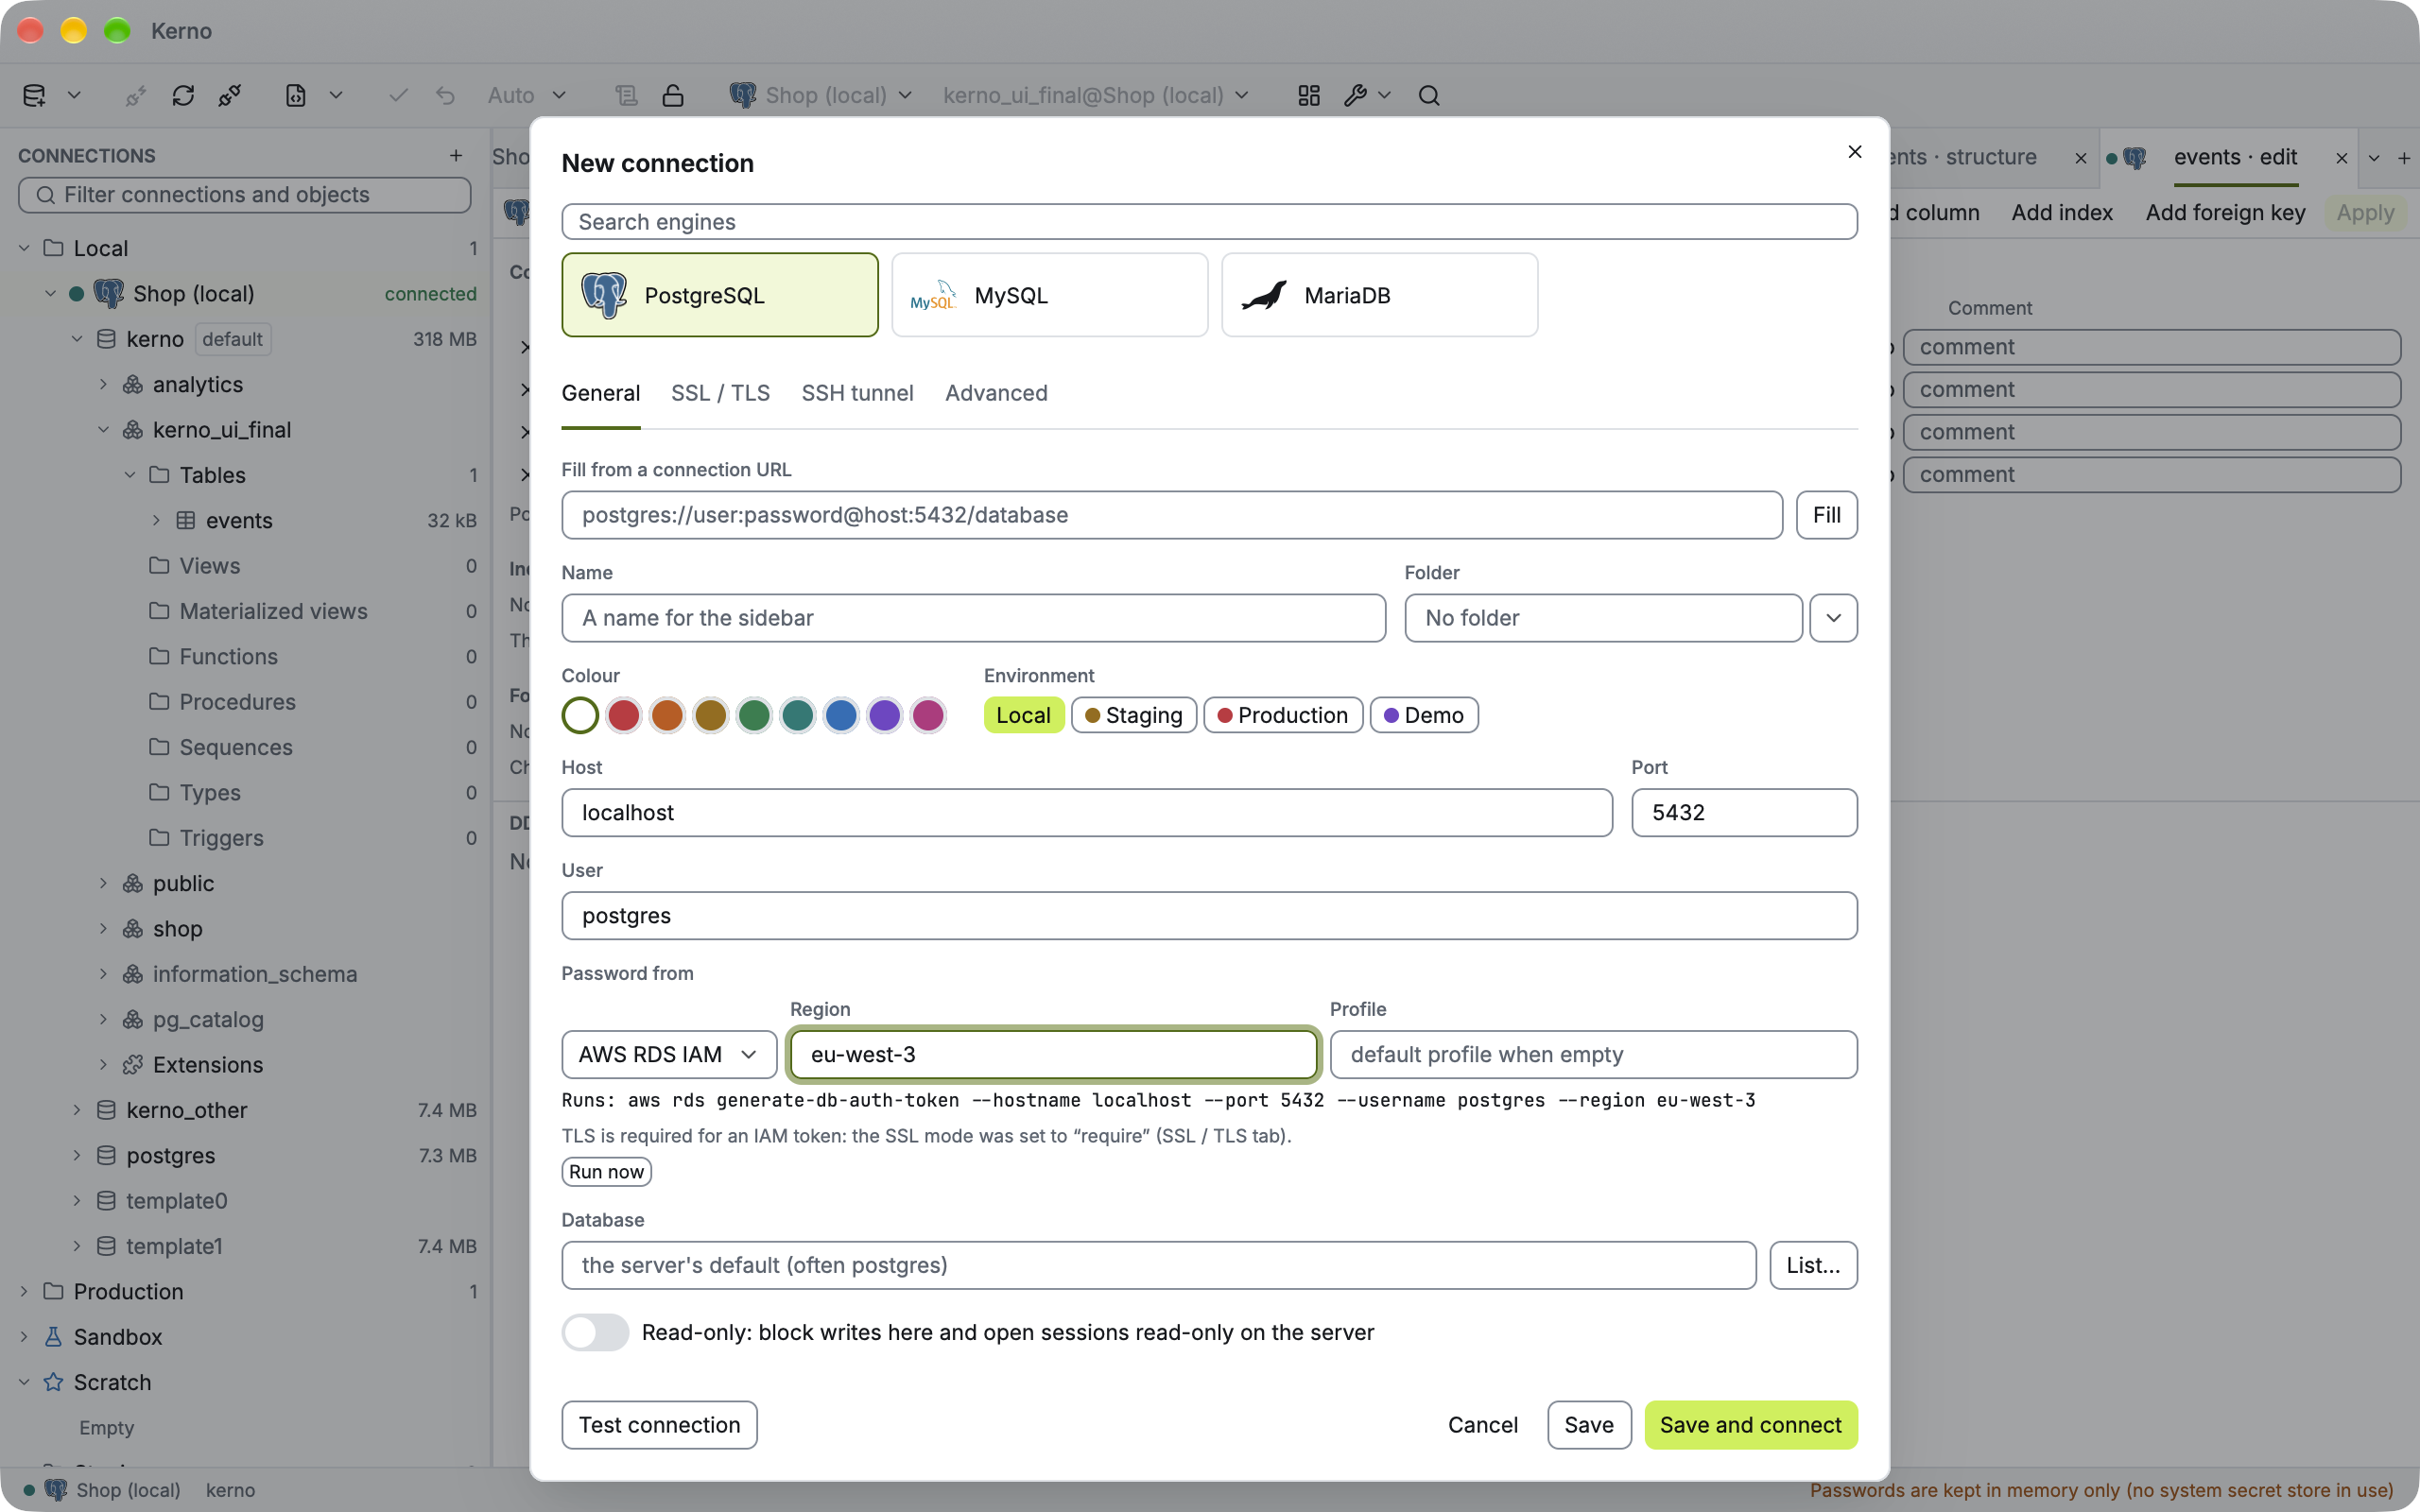 Kerno
Auto
Shop (local)
kerno_ui_final@Shop (local)
CONNECTIONS
Filter connections and objects
Local 1
Shop (local) connected
kerno default 318 MB
analytics
kerno_ui_final
Tables 1
events 32 kB
Views 0
Materialized views 0
Functions 0
Procedures 0
Sequences 0
Types 0
Triggers 0
public
shop
information_schema
pg_catalog
Extensions
kerno_other 7.4 MB
postgres 7.3 MB
template0
template1 7.4 MB
Production 1
Sandbox
Scratch
Empty
events · edit
structure
column Add index Add foreign key Apply
Comment
comment
comment
comment
comment
New connection
Search engines
PostgreSQL
MySQL MySQL
MariaDB
General SSL / TLS SSH tunnel Advanced
Fill from a connection URL
postgres://user:password@host:5432/database Fill
Name Folder
A name for the sidebar No folder
Colour Environment
Local Staging Production Demo
Host Port
localhost 5432
User
postgres
Password from
Region Profile
AWS RDS IAM eu-west-3 default profile when empty
Runs: aws rds generate-db-auth-token --hostname localhost --port 5432 --username postgres --region eu-west-3
TLS is required for an IAM token: the SSL mode was set to “require” (SSL / TLS tab).
Run now
Database
the server's default (often postgres) List...
Read-only: block writes here and open sessions read-only on the server
Test connection Cancel Save Save and connect
Shop (local) kerno
Passwords are kept in memory only (no system secret store in use)